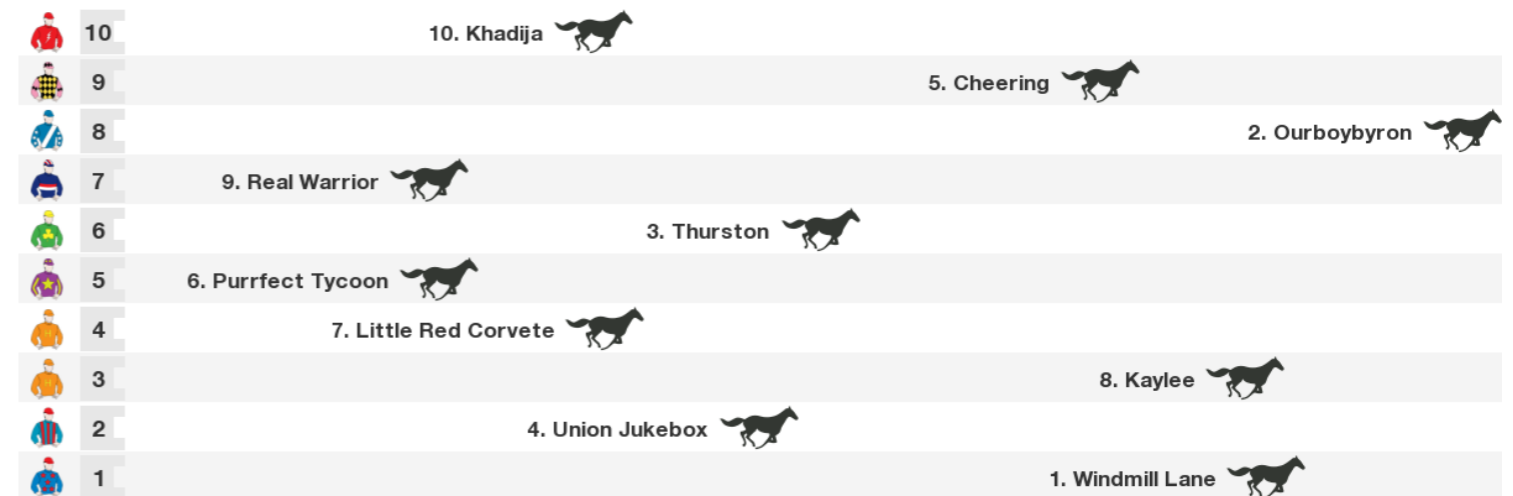 10 10. Khadija
9 5. Cheering
8 2. Ourboybyron
7 9. Real Warrior
6 3. Thurston
5 6. Purrfect Tycoon
4 7. Little Red Corvete
3 8. Kaylee
2 4. Union Jukebox
1 1. Windmill Lane